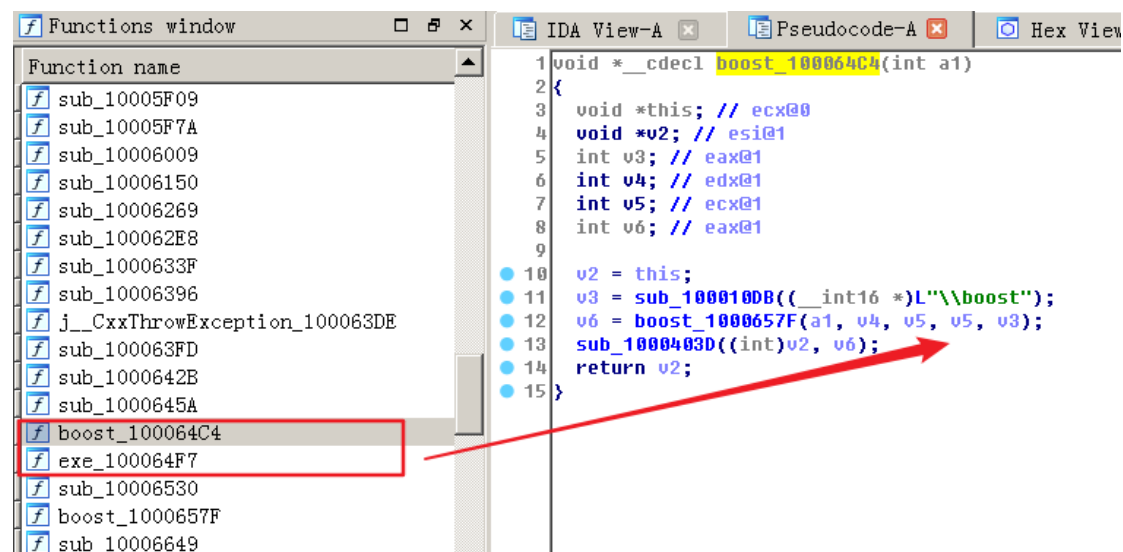 Functions window
Function name
sub_10005F09
sub_10005F7A
sub_10006009
sub_10006150
sub_10006269
sub_100062E8
sub_1000633F
sub_10006396
j__CxxThrowException_100063DE
sub_100063FD
sub_1000642B
sub_1000645A
boost_100064C4
exe_100064F7
sub_10006530
boost_1000657F
sub_10006649
IDA View-A
Pseudocode-A
Hex View
1 void *__cdecl boost_100064C4(int a1)
2 {
3 void *this; // ecx@0
4 void *v2; // esi@1
5 int v3; // eax@1
6 int v4; // edx@1
7 int v5; // ecx@1
8 int v6; // eax@1
9
10 v2 = this;
11 v3 = sub_100010DB((__int16 *)L"\\boost");
12 v6 = boost_1000657F(a1, v4, v5, v5, v3);
13 sub_1000403D((int)v2, v6);
14 return v2;
15 }